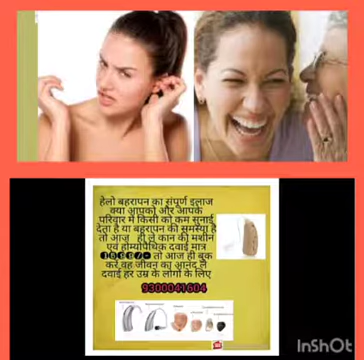 हेलो बहरापन का संपूर्ण इलाज
क्या आपको और आपके
परिवार में किसी को कम सुनाई
देता है या बहरापन की समस्या है
तो आज ही ले कान की मशीन
एवं होम्योपैथिक दवाई मात्र
तो आज ही बुक
करें वह जीवन का आनंद ले
दवाई हर उम्र के लोगों के लिए
9300041604
InShOt